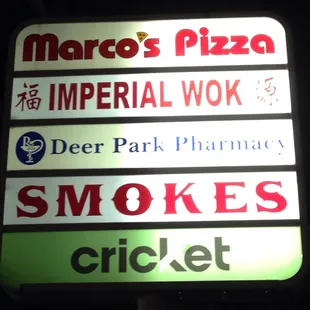 Marco's Pizza
福 IMPERIAL WOK 源
Deer Park Pharmacy
SMOKES
cricket